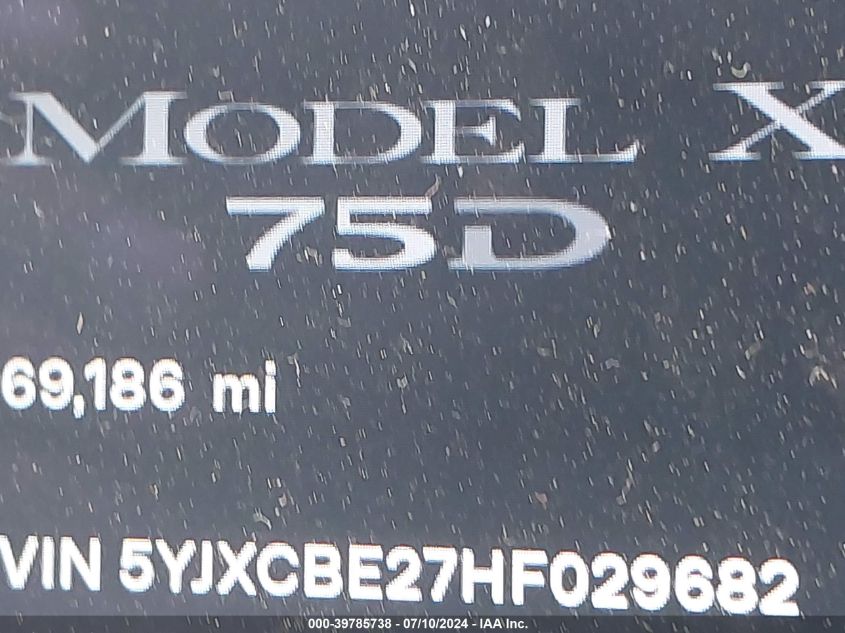 MODEL X
75D
69,186 mi
VIN 5YJXCBE27HF029682
000-39785738 - 07/10/2024 - IAA Inc.